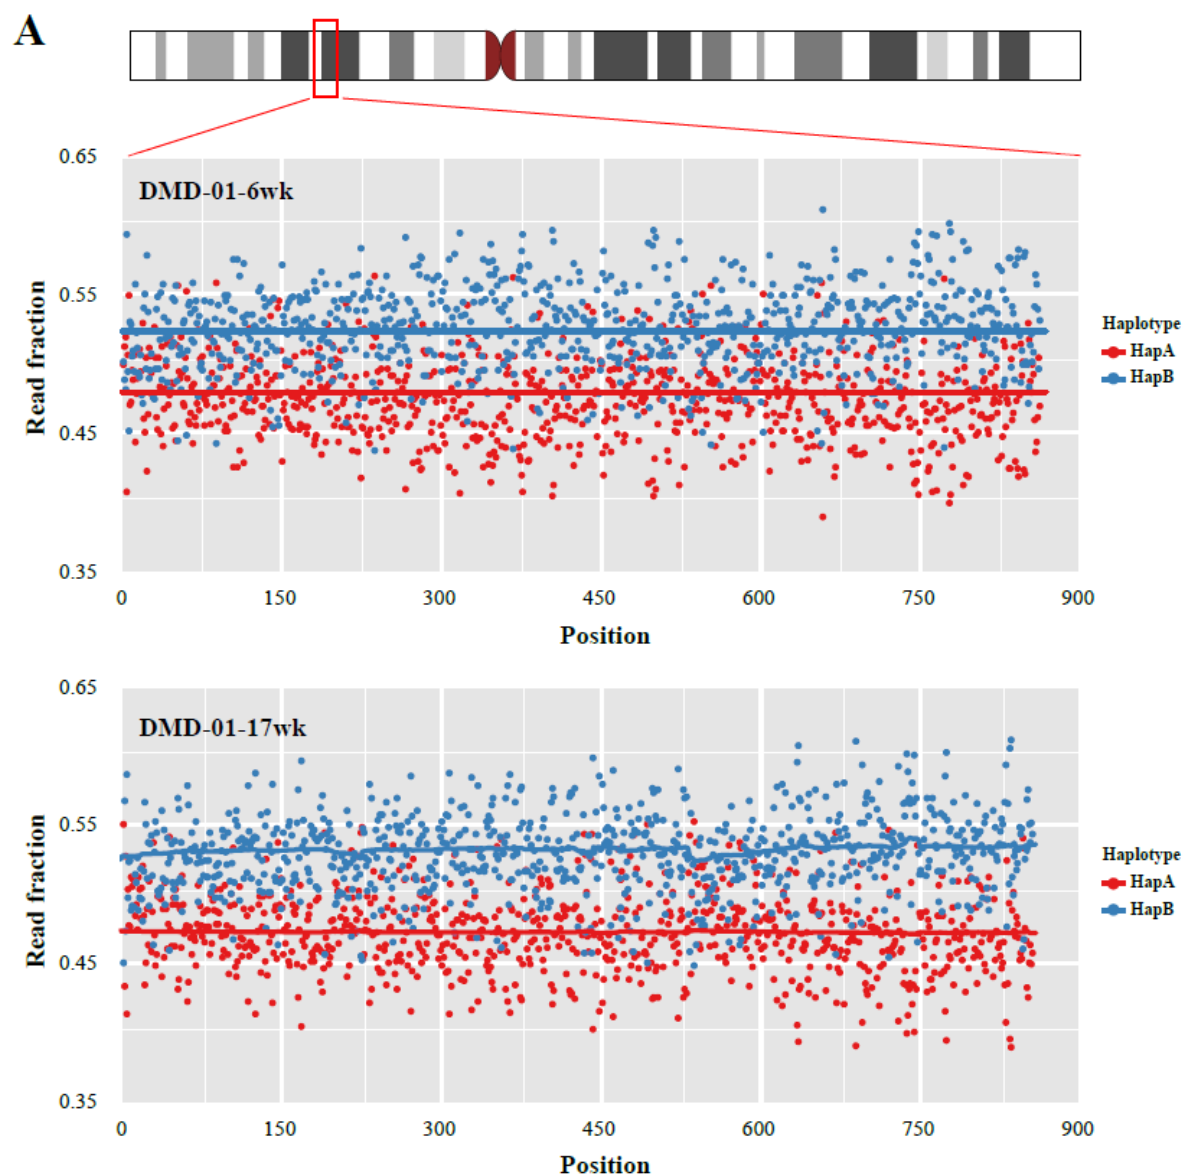 A
0.65
DMD-01-6wk
0.55
Haplotype
HapA
HapB
Read fraction
0.45
0.35
0 150 300 450 600 750 900
Position
0.65
DMD-01-17wk
0.55
Haplotype
HapA
HapB
Read fraction
0.45
0.35
0 150 300 450 600 750 900
Position